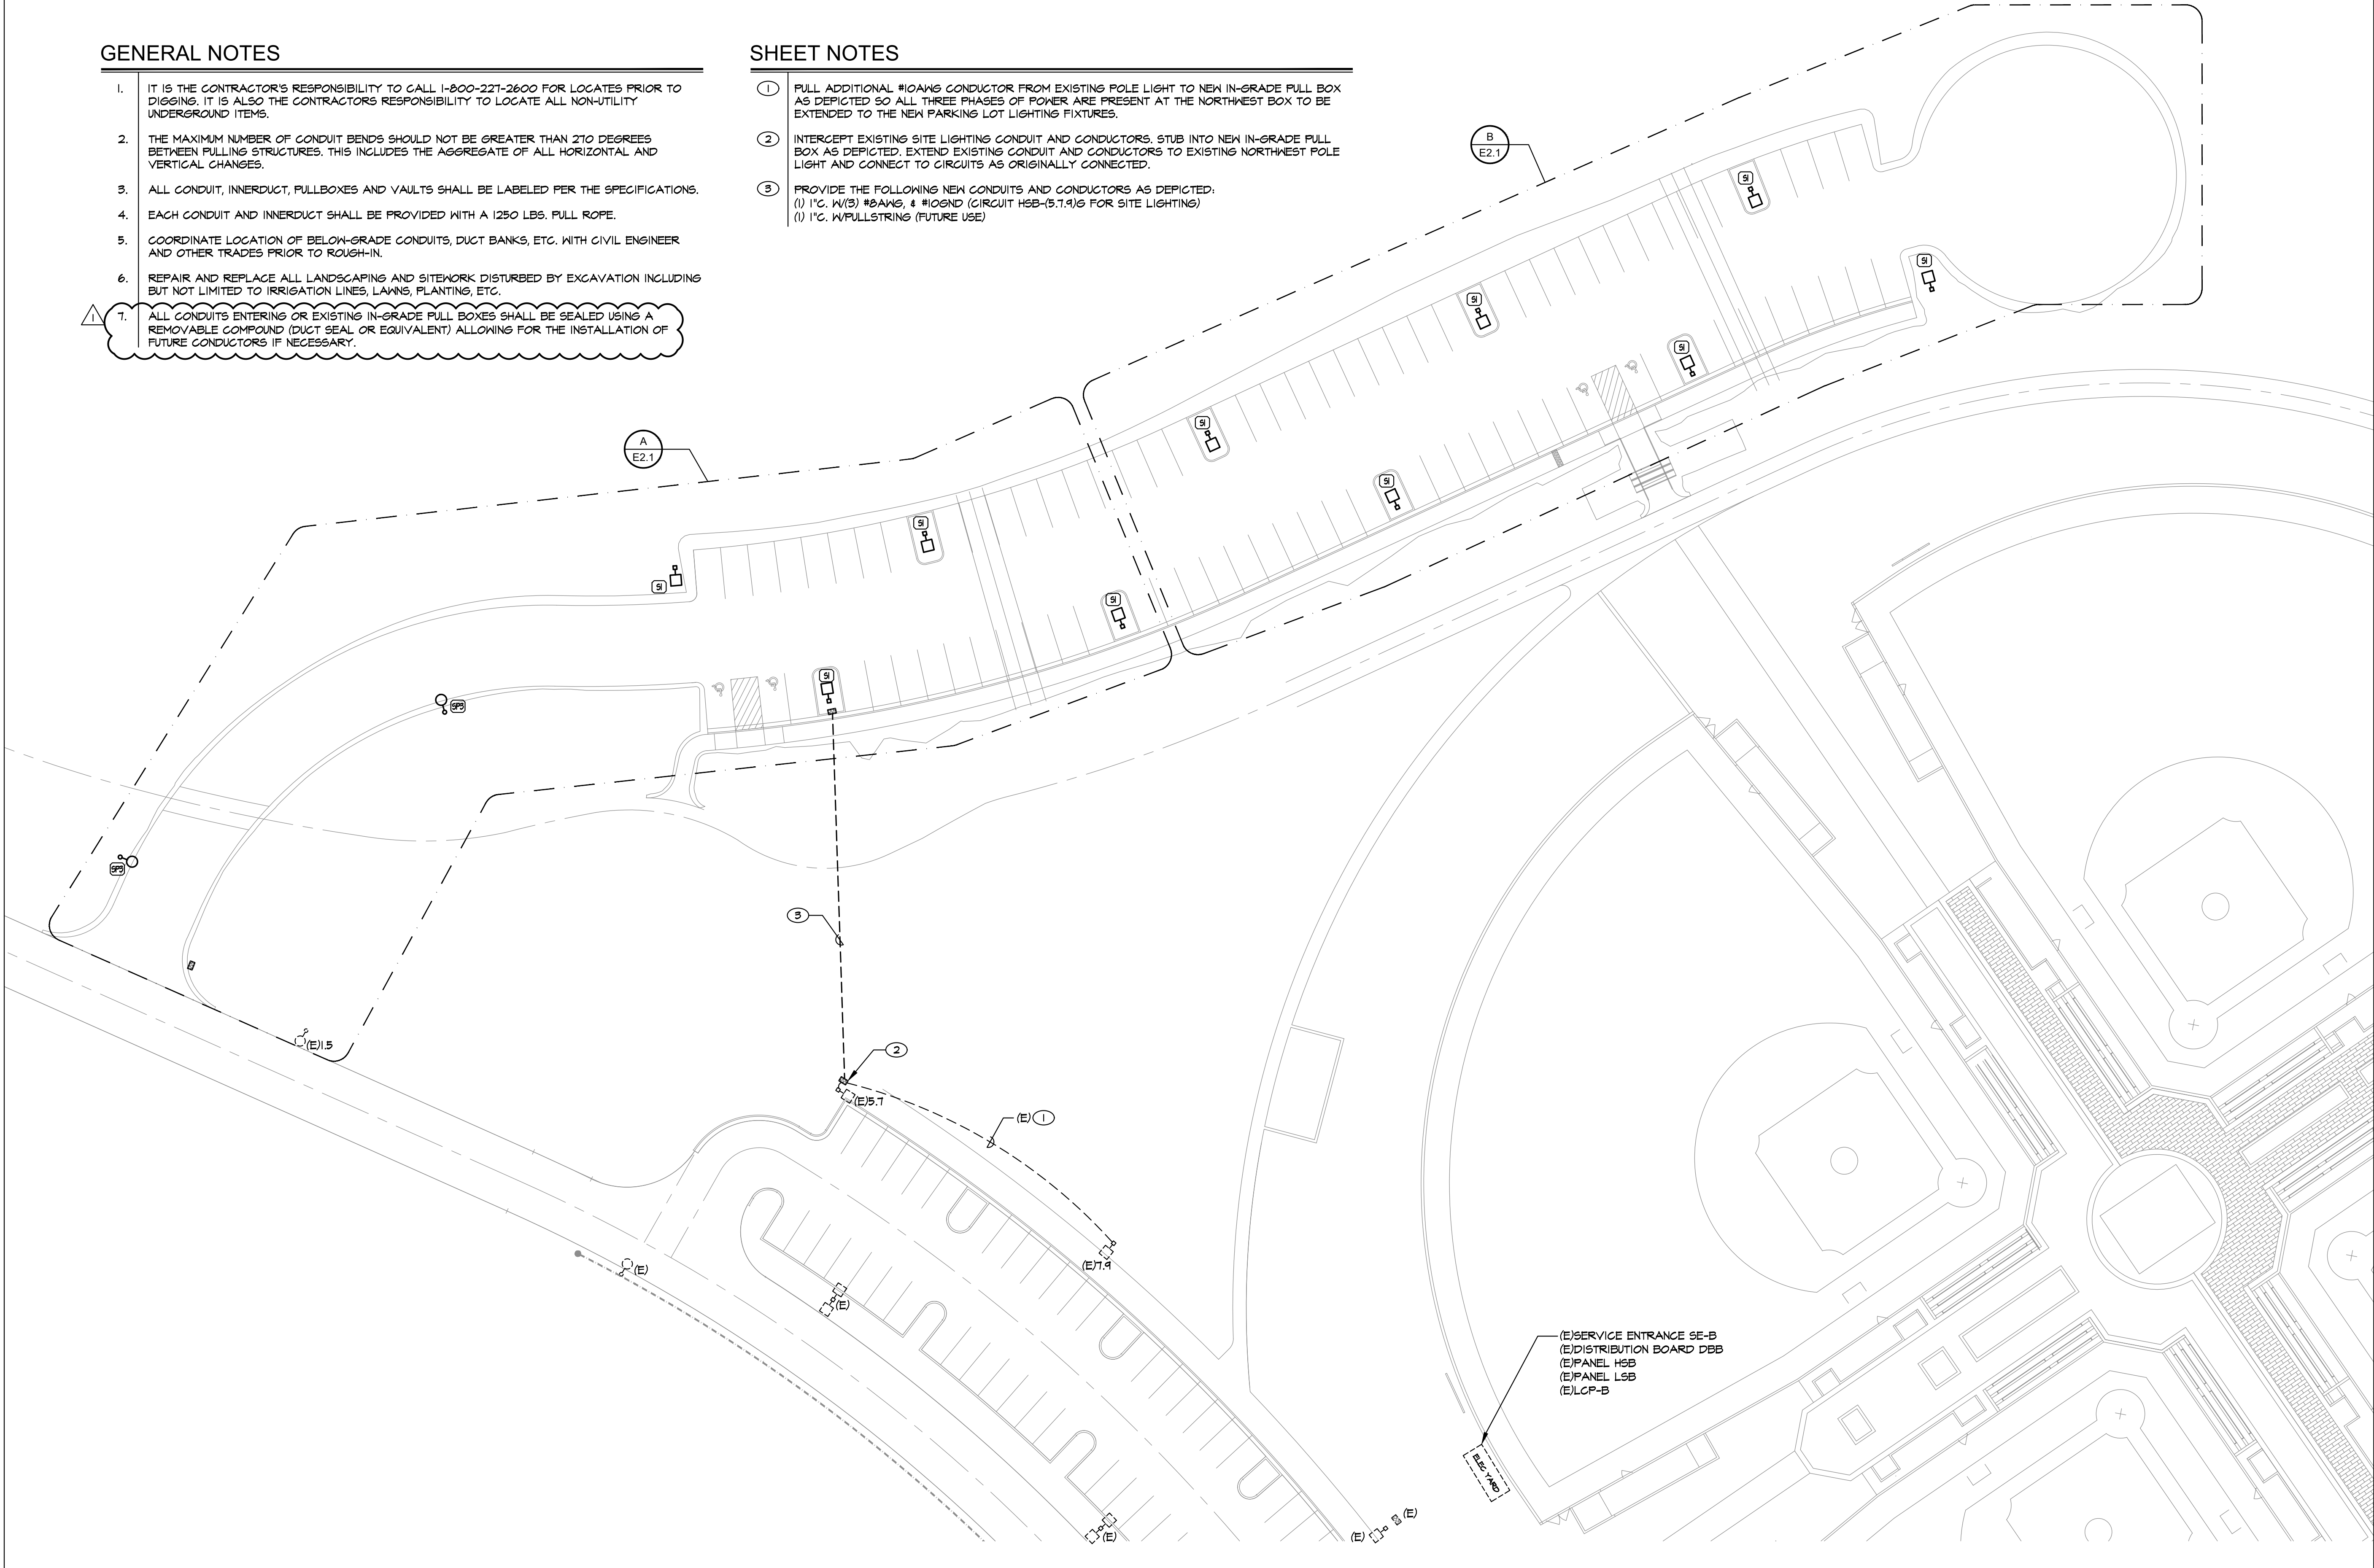 GENERAL NOTES
1. IT IS THE CONTRACTOR'S RESPONSIBILITY TO CALL 1-800-227-2600 FOR LOCATES PRIOR TO
DIGGING. IT IS ALSO THE CONTRACTORS RESPONSIBILITY TO LOCATE ALL NON-UTILITY
UNDERGROUND ITEMS.
2. THE MAXIMUM NUMBER OF CONDUIT BENDS SHOULD NOT BE GREATER THAN 270 DEGREES
BETWEEN PULLING STRUCTURES. THIS INCLUDES THE AGGREGATE OF ALL HORIZONTAL AND
VERTICAL CHANGES.
3. ALL CONDUIT, INNERDUCT, PULLBOXES AND VAULTS SHALL BE LABELED PER THE SPECIFICATIONS.
4. EACH CONDUIT AND INNERDUCT SHALL BE PROVIDED WITH A 1250 LBS. PULL ROPE.
5. COORDINATE LOCATION OF BELOW-GRADE CONDUITS, DUCT BANKS, ETC. WITH CIVIL ENGINEER
AND OTHER TRADES PRIOR TO ROUGH-IN.
6. REPAIR AND REPLACE ALL LANDSCAPING AND SITEWORK DISTURBED BY EXCAVATION INCLUDING
BUT NOT LIMITED TO IRRIGATION LINES, LAWNS, PLANTING, ETC.
1
7. ALL CONDUITS ENTERING OR EXISTING IN-GRADE PULL BOXES SHALL BE SEALED USING A
REMOVABLE COMPOUND (DUCT SEAL OR EQUIVALENT) ALLOWING FOR THE INSTALLATION OF
FUTURE CONDUCTORS IF NECESSARY.
SHEET NOTES
1 PULL ADDITIONAL #10AWG CONDUCTOR FROM EXISTING POLE LIGHT TO NEW IN-GRADE PULL BOX
AS DEPICTED SO ALL THREE PHASES OF POWER ARE PRESENT AT THE NORTHWEST BOX TO BE
EXTENDED TO THE NEW PARKING LOT LIGHTING FIXTURES.
2 INTERCEPT EXISTING SITE LIGHTING CONDUIT AND CONDUCTORS. STUB INTO NEW IN-GRADE PULL
BOX AS DEPICTED. EXTEND EXISTING CONDUIT AND CONDUCTORS TO EXISTING NORTHWEST POLE
LIGHT AND CONNECT TO CIRCUITS AS ORIGINALLY CONNECTED.
3 PROVIDE THE FOLLOWING NEW CONDUITS AND CONDUCTORS AS DEPICTED:
(1) 1"C. W/(3) #8AWG, & #10GND (CIRCUIT HSB-(5.7.9)G FOR SITE LIGHTING)
(1) 1"C. W/PULLSTRING (FUTURE USE)
B
E2.1
S1
S1
S1
S1
S1
A
E2.1
S1
S1
S1
S1
S1
S1
SP3
SP3
3
(E)1.5
2
(E)5.7
(E) 1
(E)7.9
(E)
(E)
(E)SERVICE ENTRANCE SE-B
(E)DISTRIBUTION BOARD DBB
(E)PANEL HSB
(E)PANEL LSB
(E)LCP-B
ELEC YARD
(E)
(E)
(E)